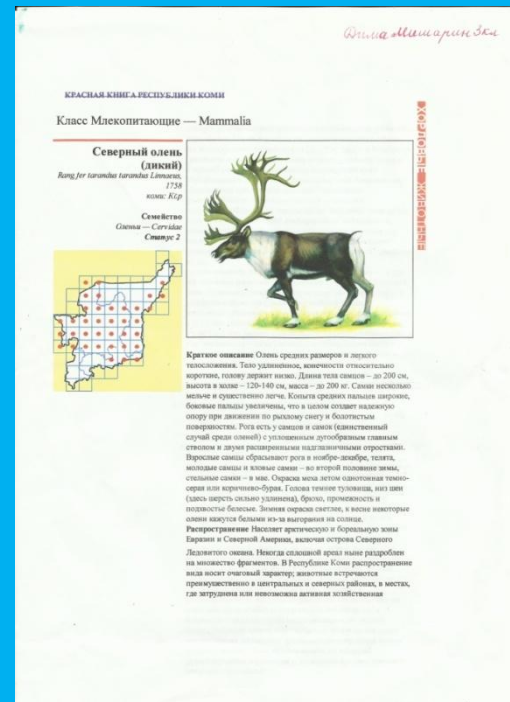 Дима Мишарин 3кл
КРАСНАЯ КНИГА РЕСПУБЛИКИ КОМИ
Класс Млекопитающие — Mammalia
Северный олень
(дикий)
Rangfer tarandus tarandus Linnaeus,
1758
коми: Кӧр
Семейство
Оленьи — Cervidae
Статус 2
Краткое описание Олень средних размеров и легкого
телосложения. Тело удлиненное, конечности относительно
короткие, голову держит низко. Длина тела самцов – до 200 см,
высота в холке – 120-140 см, масса – до 200 кг. Самки несколько
мельче и существенно легче. Копыта средних пальцев широкие,
боковые пальцы увеличены, что в целом создает надежную
опору при движении по рыхлому снегу и болотистым
поверхностям. Рога есть у самцов и самок (единственный
случай среди оленей) с уплощенным дугообразным главным
стволом и двумя расширенными надглазничными отростками.
Взрослые самцы сбрасывают рога в ноябре-декабре, телята,
молодые самцы и яловые самки – во второй половине зимы,
стельные самки – в мае. Окраска меха летом однотонная темно-
серая или коричнево-бурая. Голова темнее туловища, низ шеи
(здесь шерсть сильно удлинена), брюхо, промежность и
подхвостье белесые. Зимняя окраска светлее, к весне некоторые
олени кажутся белыми из-за выгорания на солнце.
Распространение Населяет арктическую и бореальную зоны
Евразии и Северной Америки, включая острова Северного
Ледовитого океана. Некогда сплошной ареал ныне раздроблен
на множество фрагментов. В Республике Коми распространение
вида носит очаговый характер; животные встречаются
преимущественно в центральных и северных районах, в местах,
где затруднена или невозможна активная хозяйственная